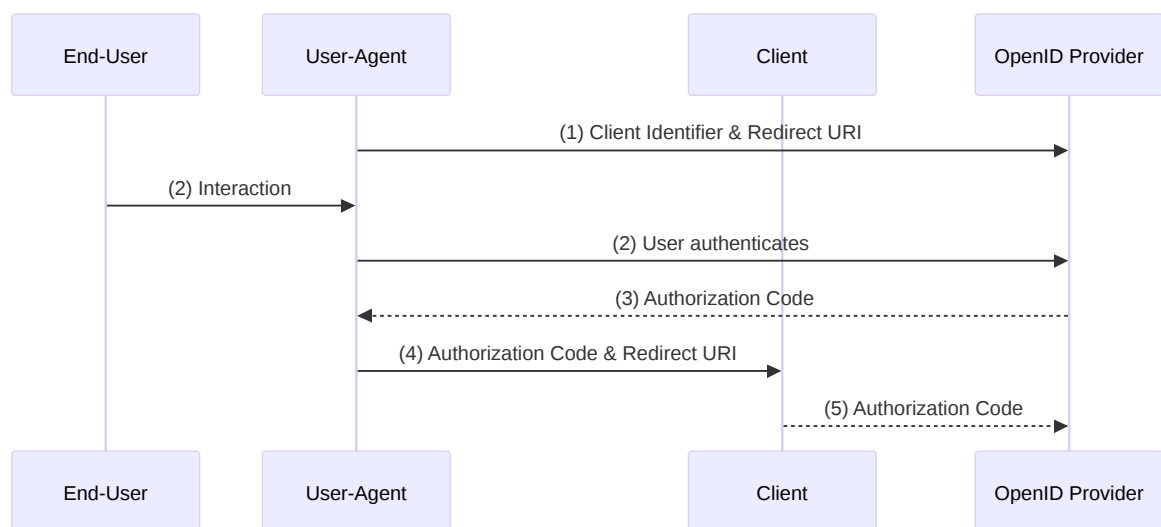 End-User
User-Agent
Client
OpenID Provider
(1) Client Identifier & Redirect URI
(2) Interaction
(2) User authenticates
(3) Authorization Code
(4) Authorization Code & Redirect URI
(5) Authorization Code
End-User
User-Agent
Client
OpenID Provider